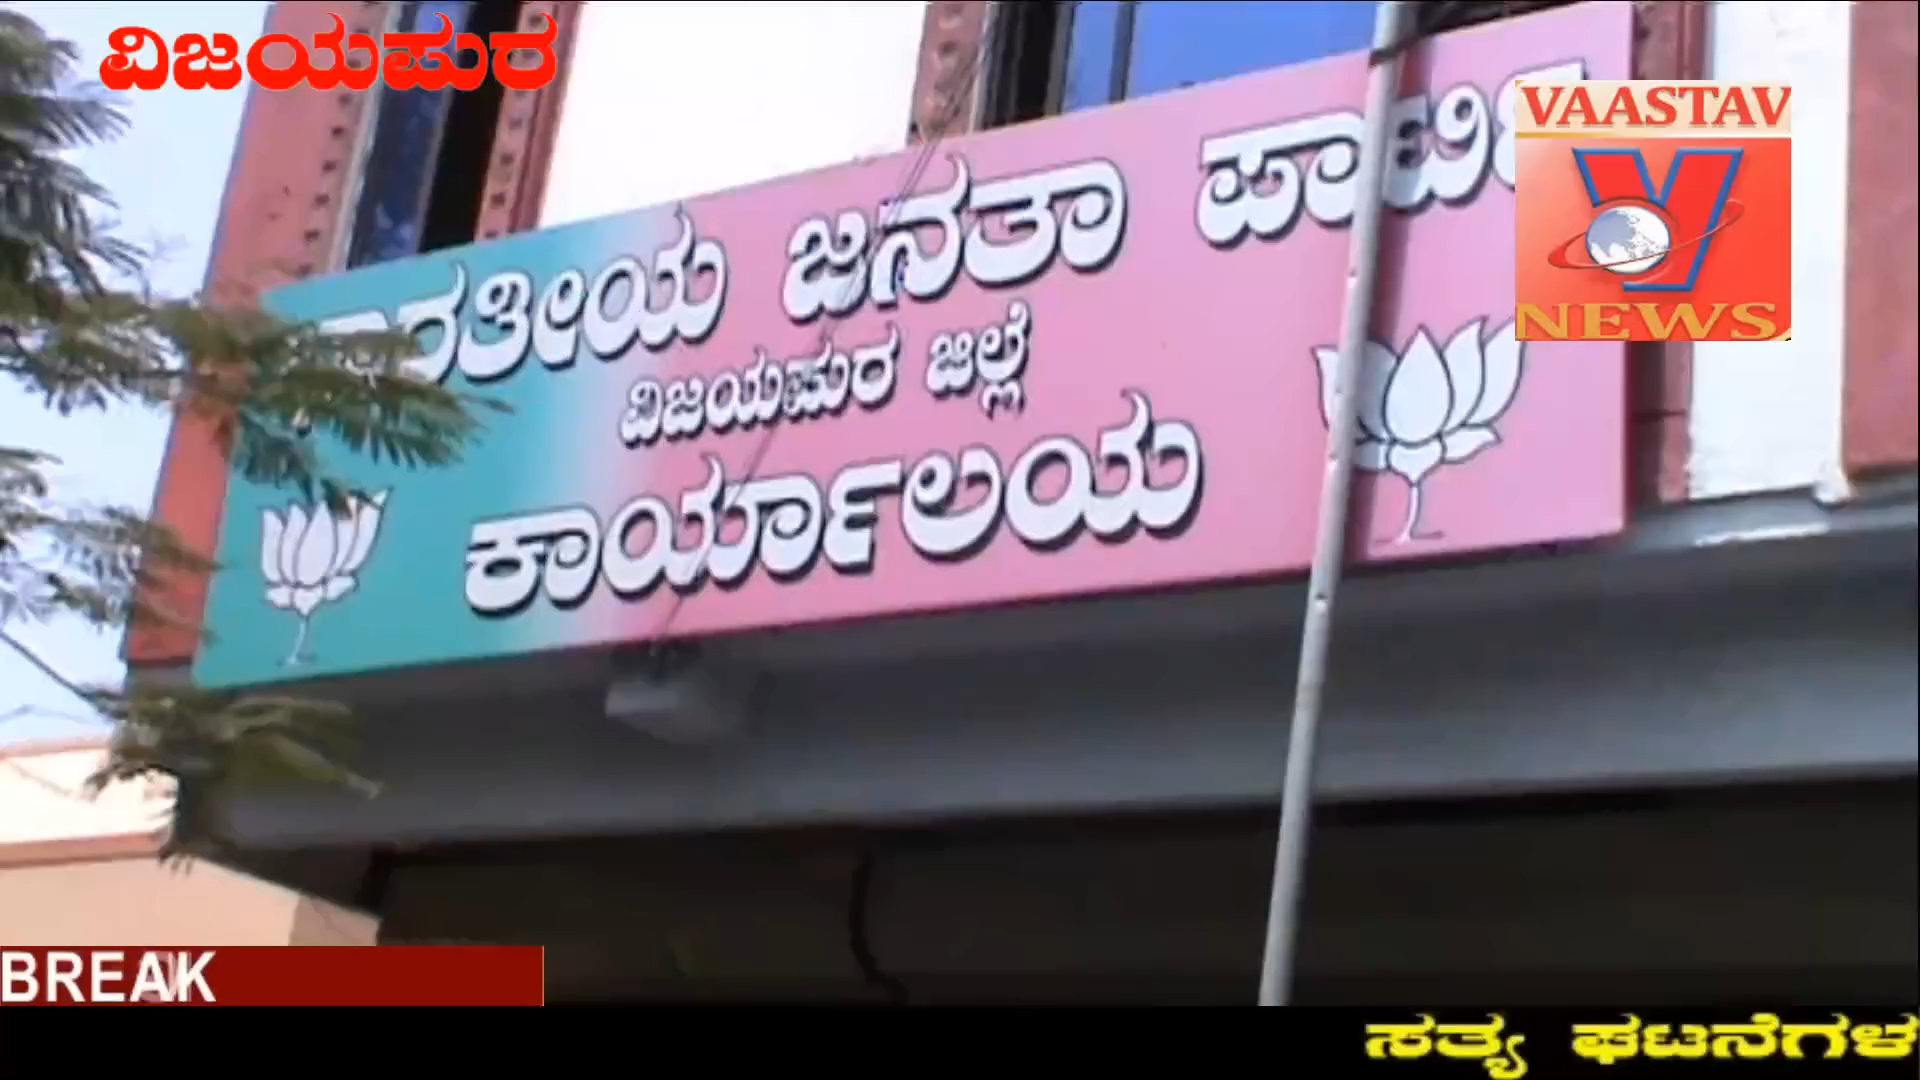 ವಿಜಯಪುರ
VAASTAV
NEWS
ಭಾರತೀಯ ಜನತಾ ಪಾರ್ಟಿ
ವಿಜಯಪುರ ಜಿಲ್ಲೆ
ಕಾರ್ಯಾಲಯ
BREAK
ಸತ್ಯ ಘಟನೆಗಳ